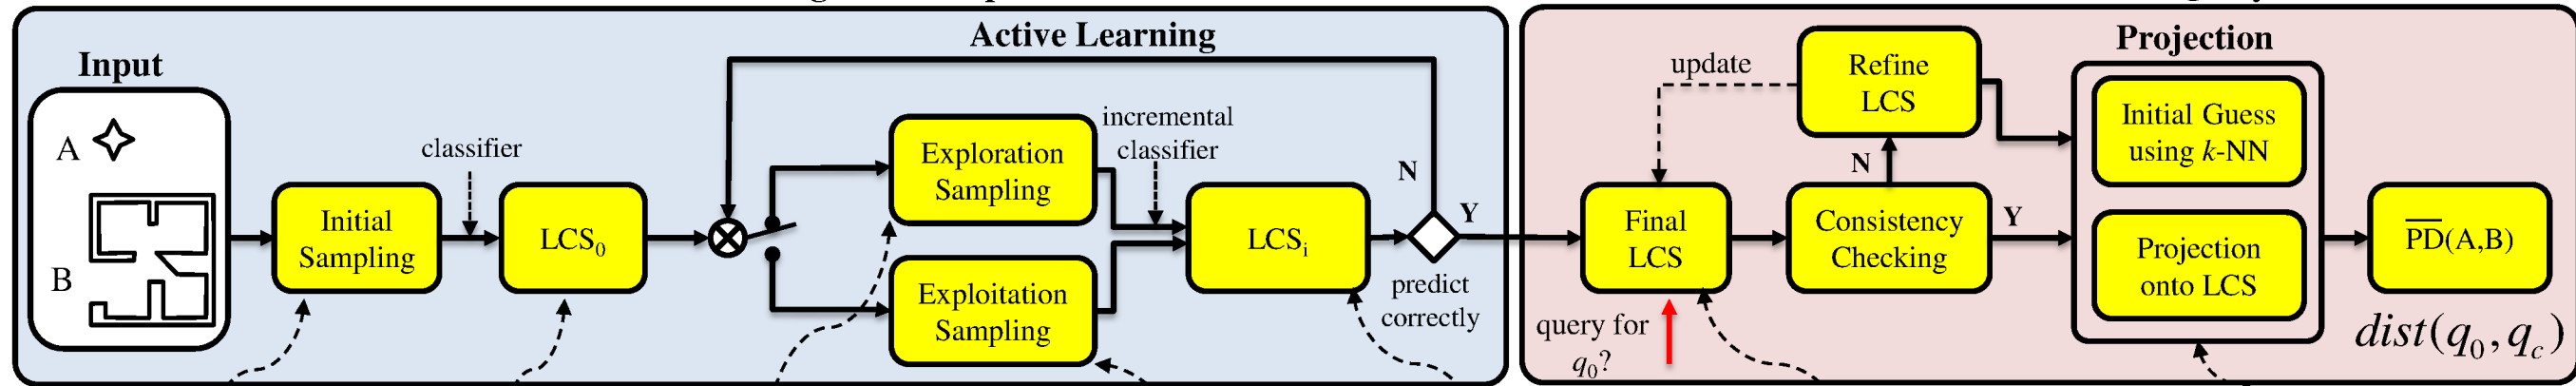 Active Learning
Input
A
B
classifier
Initial
Sampling
LCS0
Exploration
Sampling
Exploitation
Sampling
incremental
classifier
LCSi
N
Y
predict
correctly
Projection
update
Refine
LCS
N
Final
LCS
query for
q0?
Consistency
Checking
Y
Initial Guess
using k-NN
Projection
onto LCS
P̅D̅(A,B)
dist(q0, qc)